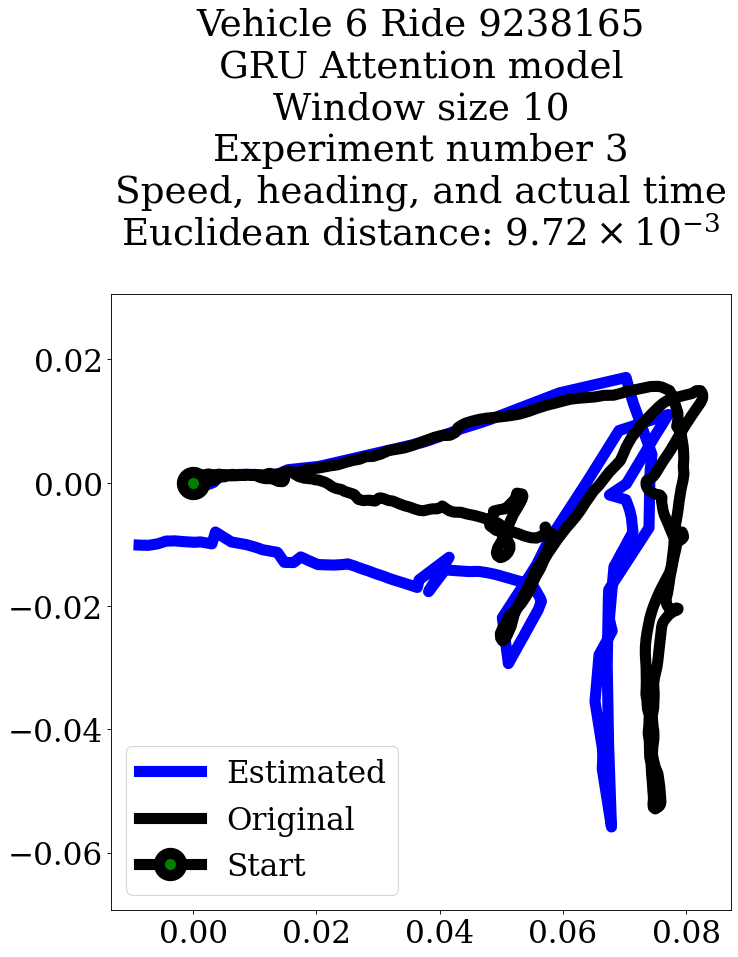 Vehicle 6 Ride 9238165
GRU Attention model
Window size 10
Experiment number 3
Speed, heading, and actual time
Euclidean distance: 9.72 × 10⁻³
0.02
0.00
−0.02
−0.04
−0.06
Estimated
Original
Start
0.00 0.02 0.04 0.06 0.08